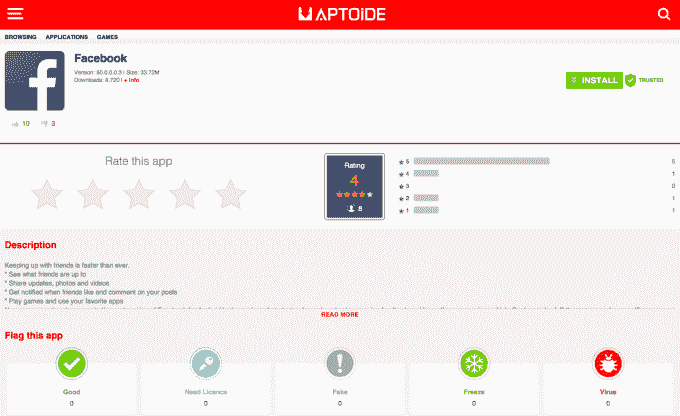 APTOIDE
BROWSING APPLICATIONS GAMES
Facebook
Version: 50.0.0.0.3 | Size: 33.72M
Downloads: 8.720 | + Info
INSTALL
TRUSTED
10 3
Rate this app
Rating
4
8
5 5
4 1
3 0
2 1
1 1
Description
Keeping up with friends is faster than ever.
* See what friends are up to
* Share updates, photos and videos
* Get notified when friends like and comment on your posts
* Play games and use your favorite apps
READ MORE
Flag this app
Good Need Licence Fake Freeze Virus
0 0 0 0 0